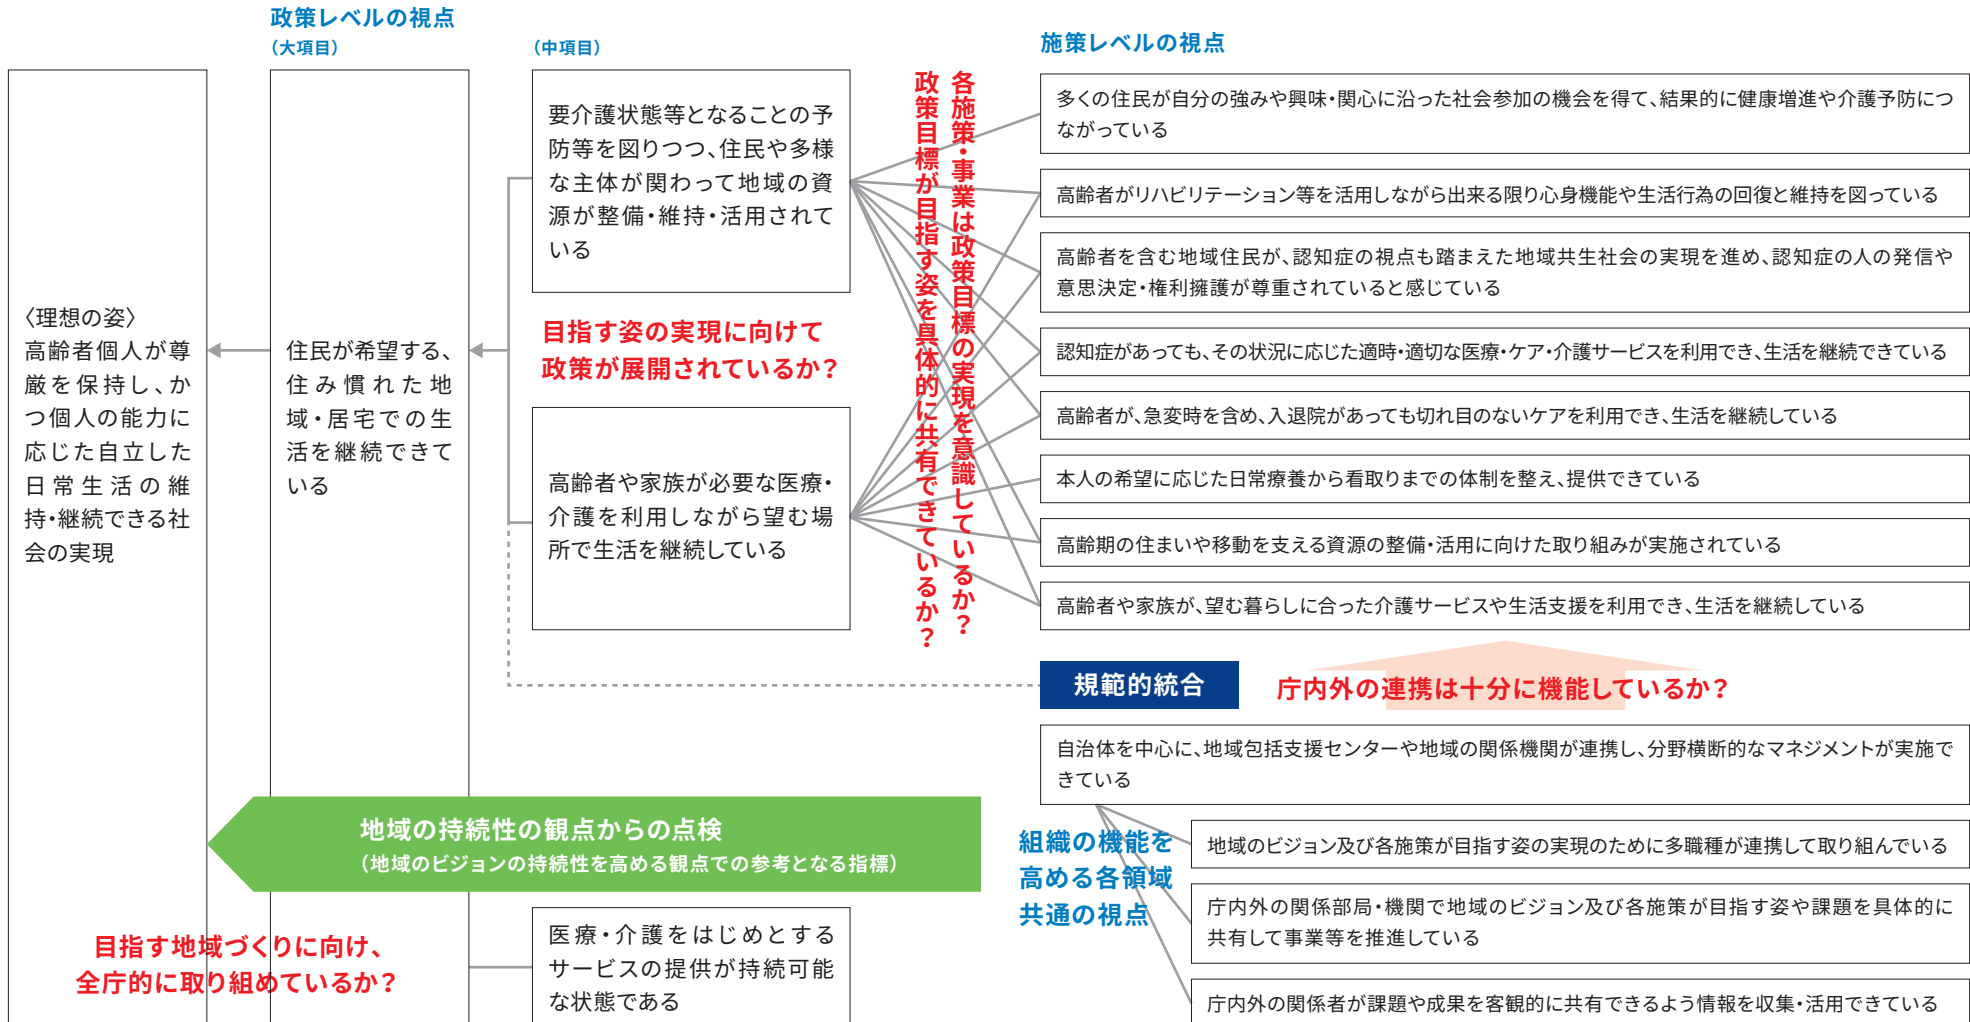 政策レベルの視点
（大項目）
（中項目）
施策レベルの視点
〈理想の姿〉
高齢者個人が尊
厳を保持し、か
つ個人の能力に
応じた自立した
日常生活の維
持・継続できる社
会の実現
住民が希望する、
住み慣れた地
域・居宅での生
活を継続できて
いる
要介護状態等となることの予
防等を図りつつ、住民や多様
な主体が関わって地域の資
源が整備・維持・活用されて
いる
目指す姿の実現に向けて
政策が展開されているか？
高齢者や家族が必要な医療・
介護を利用しながら望む場
所で生活を継続している
各施策・事業は政策目標の実現を意識しているか？
政策目標が目指す姿を具体的に共有できているか？
多くの住民が自分の強みや興味・関心に沿った社会参加の機会を得て、結果的に健康増進や介護予防につ
ながっている
高齢者がリハビリテーション等を活用しながら出来る限り心身機能や生活行為の回復と維持を図っている
高齢者を含む地域住民が、認知症の視点も踏まえた地域共生社会の実現を進め、認知症の人の発信や
意思決定・権利擁護が尊重されていると感じている
認知症があっても、その状況に応じた適時・適切な医療・ケア・介護サービスを利用でき、生活を継続できている
高齢者が、急変時を含め、入退院があっても切れ目のないケアを利用でき、生活を継続している
本人の希望に応じた日常療養から看取りまでの体制を整え、提供できている
高齢期の住まいや移動を支える資源の整備・活用に向けた取り組みが実施されている
高齢者や家族が、望む暮らしに合った介護サービスや生活支援を利用でき、生活を継続している
規範的統合
庁内外の連携は十分に機能しているか？
自治体を中心に、地域包括支援センターや地域の関係機関が連携し、分野横断的なマネジメントが実施で
きている
地域の持続性の観点からの点検
（地域のビジョンの持続性を高める観点での参考となる指標）
組織の機能を
高める各領域
共通の視点
地域のビジョン及び各施策が目指す姿の実現のために多職種が連携して取り組んでいる
庁内外の関係部局・機関で地域のビジョン及び各施策が目指す姿や課題を具体的に
共有して事業等を推進している
庁内外の関係者が課題や成果を客観的に共有できるよう情報を収集・活用できている
目指す地域づくりに向け、
全庁的に取り組めているか？
医療・介護をはじめとする
サービスの提供が持続可能
な状態である